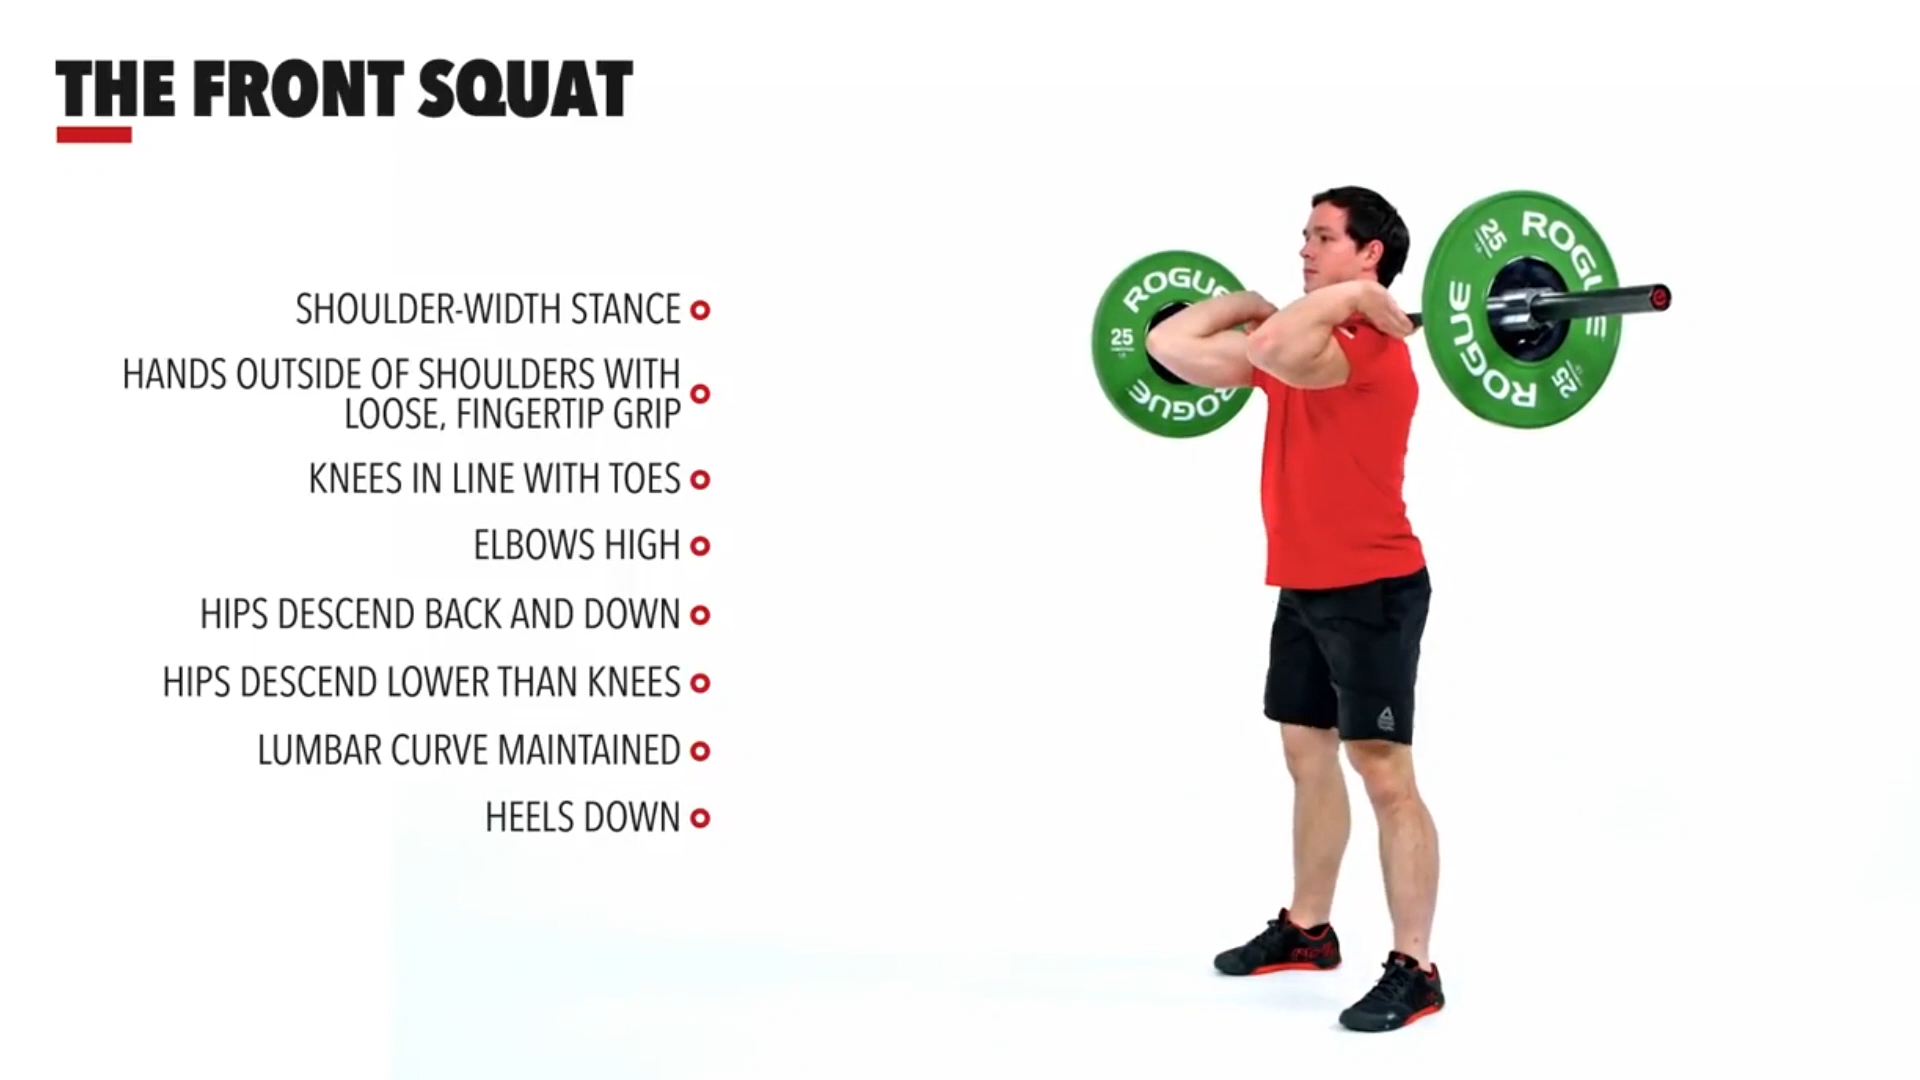 THE FRONT SQUAT
SHOULDER-WIDTH STANCE
HANDS OUTSIDE OF SHOULDERS WITH
LOOSE, FINGERTIP GRIP
KNEES IN LINE WITH TOES
ELBOWS HIGH
HIPS DESCEND BACK AND DOWN
HIPS DESCEND LOWER THAN KNEES
LUMBAR CURVE MAINTAINED
HEELS DOWN
ROGUE
25
ROGUE
25
ROGUE
ROGUE
25